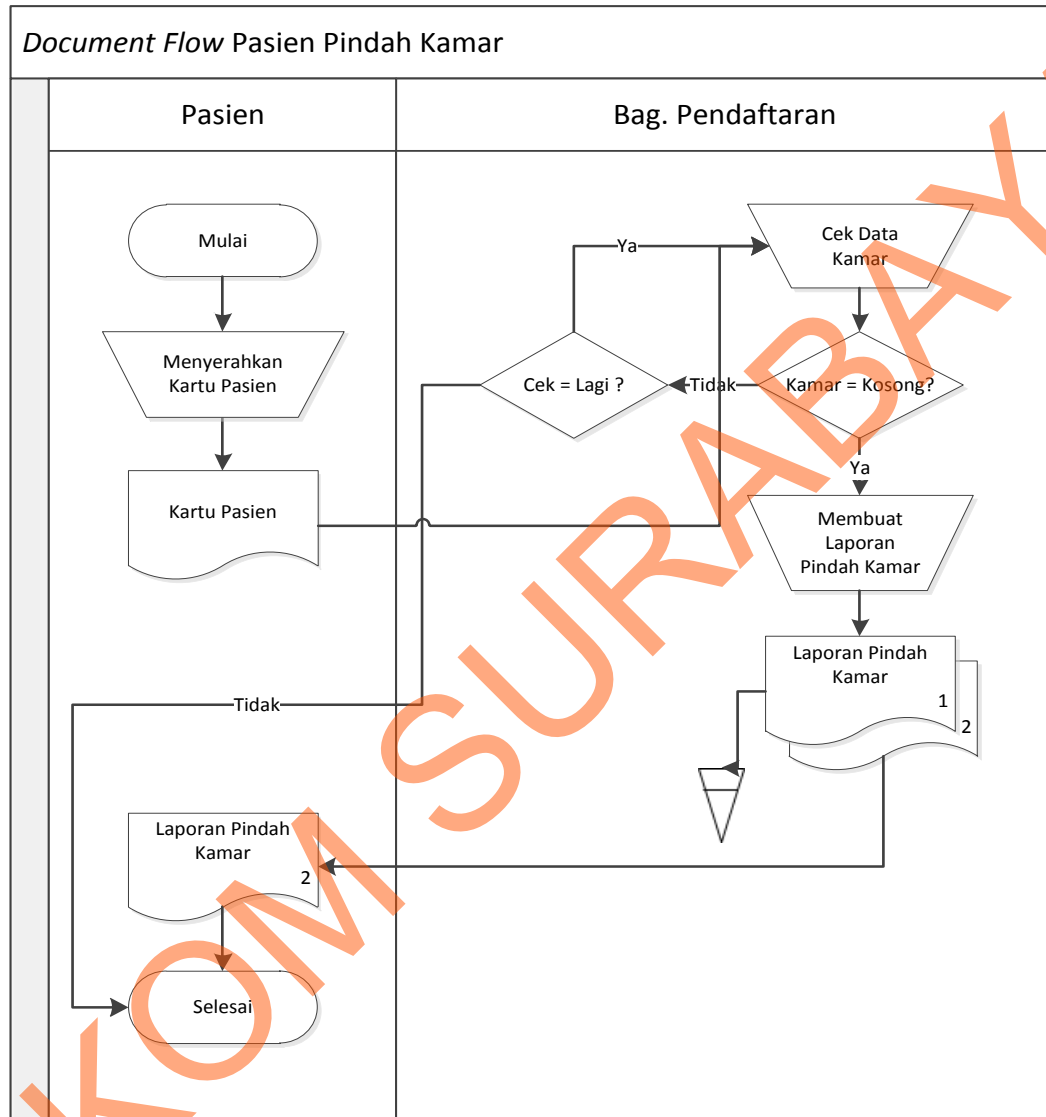 Document Flow Pasien Pindah Kamar
Pasien
Bag. Pendaftaran
Mulai
Menyerahkan
Kartu Pasien
Kartu Pasien
Ya
Cek Data
Kamar
Cek = Lagi ?
Tidak
Kamar = Kosong?
Ya
Membuat
Laporan
Pindah Kamar
Laporan Pindah
Kamar
1
2
Tidak
Laporan Pindah
Kamar
2
Selesai
KOM SURABAY